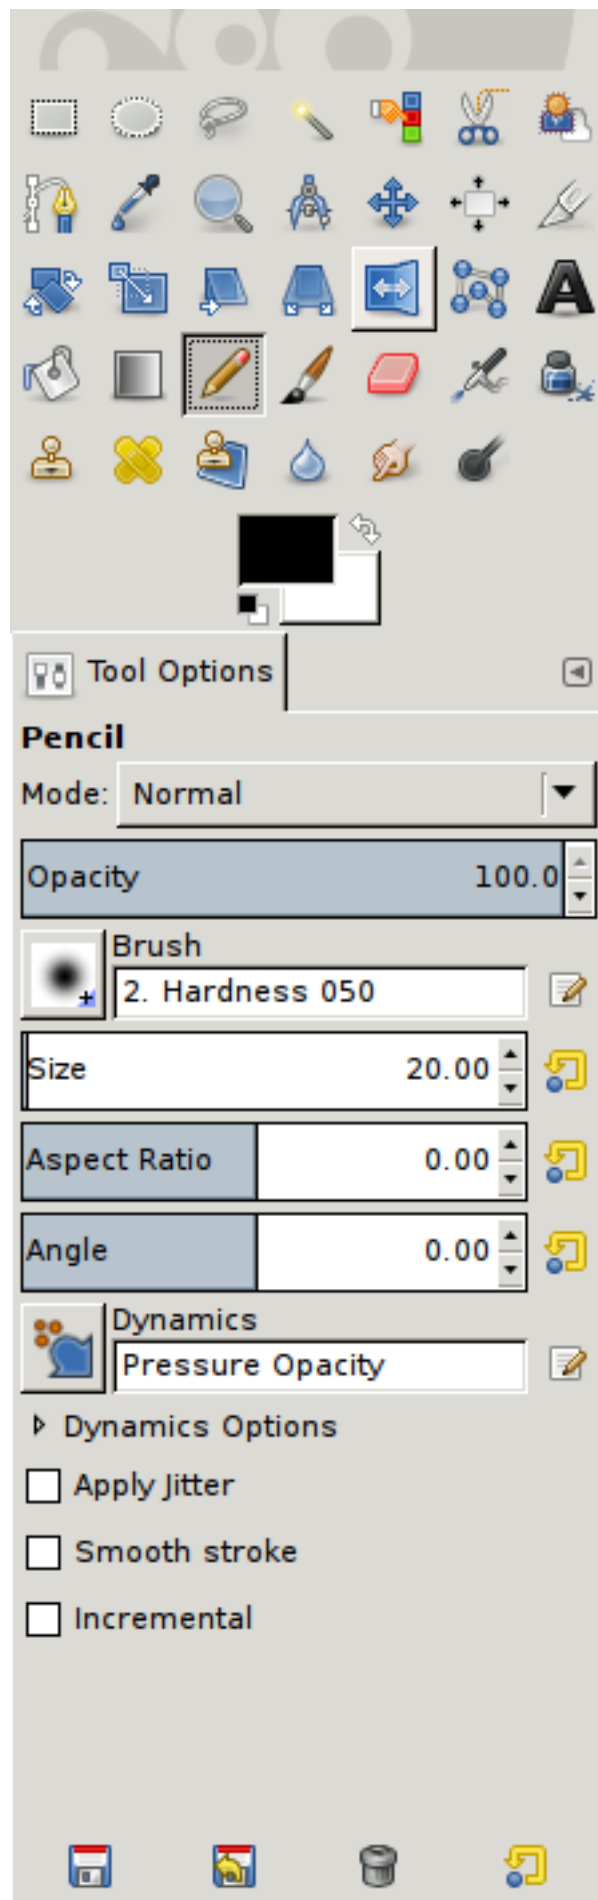 Tool Options
Pencil
Mode: Normal
Opacity 100.0
Brush
2. Hardness 050
Size 20.00
Aspect Ratio 0.00
Angle 0.00
Dynamics
Pressure Opacity
Dynamics Options
Apply Jitter
Smooth stroke
Incremental